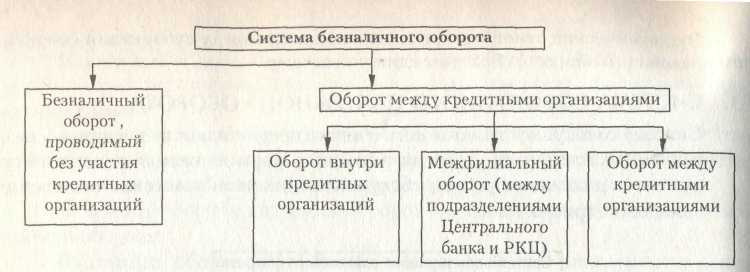 Система безналичного оборота
Безналичный
оборот ,
проводимый
без участия
кредитных
организаций
Оборот между кредитными организациями
Оборот внутри
кредитных
организаций
Межфиллиальный
оборот (между
подразделениями
Центрального
банка и РКЦ)
Оборот между
кредитными
организациями